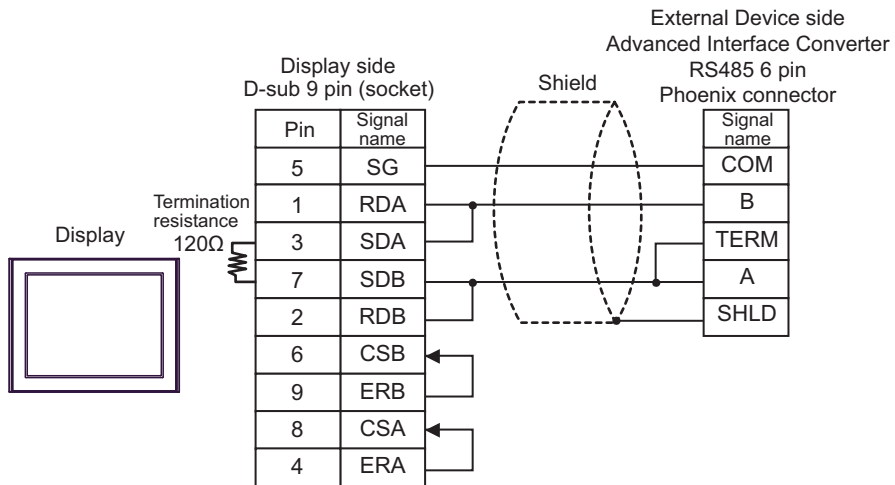 External Device side
Advanced Interface Converter
RS485 6 pin
Phoenix connector
Display side
D-sub 9 pin (socket)
Shield
Pin
Signal
name
Signal
name
5
SG
COM
1
RDA
B
Termination
resistance
120Ω
3
SDA
TERM
Display
7
SDB
A
2
RDB
SHLD
6
CSB
9
ERB
8
CSA
4
ERA